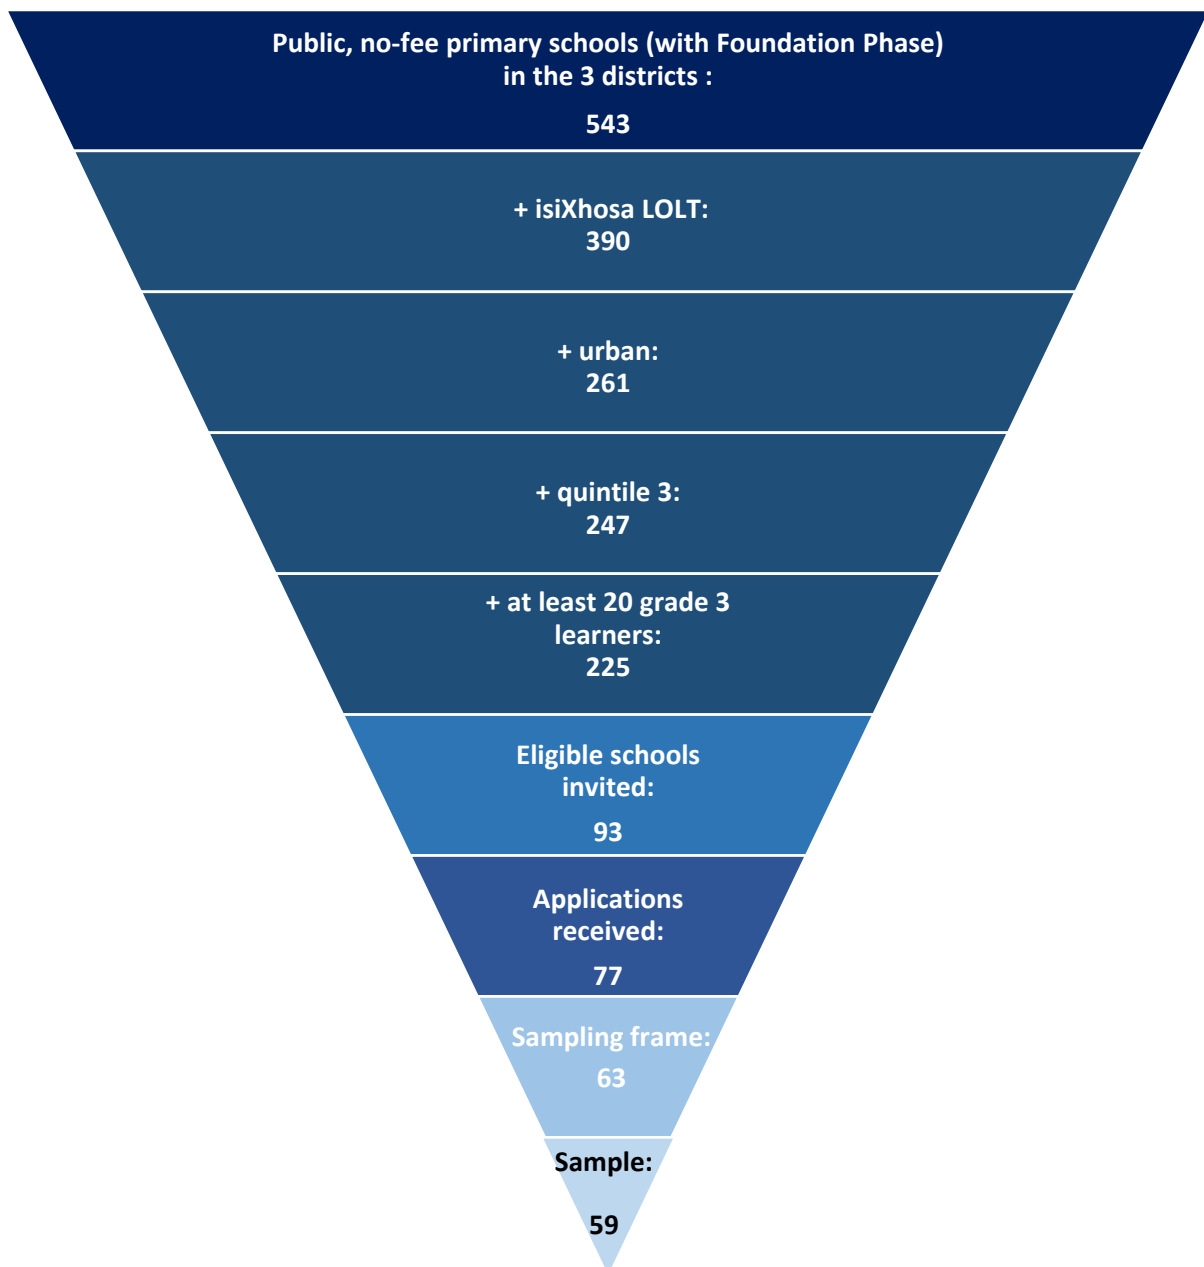 Public, no-fee primary schools (with Foundation Phase)
in the 3 districts :
543
+ isiXhosa LOLT:
390
+ urban:
261
+ quintile 3:
247
+ at least 20 grade 3
learners:
225
Eligible schools
invited:
93
Applications
received:
77
Sampling frame:
63
Sample:
59